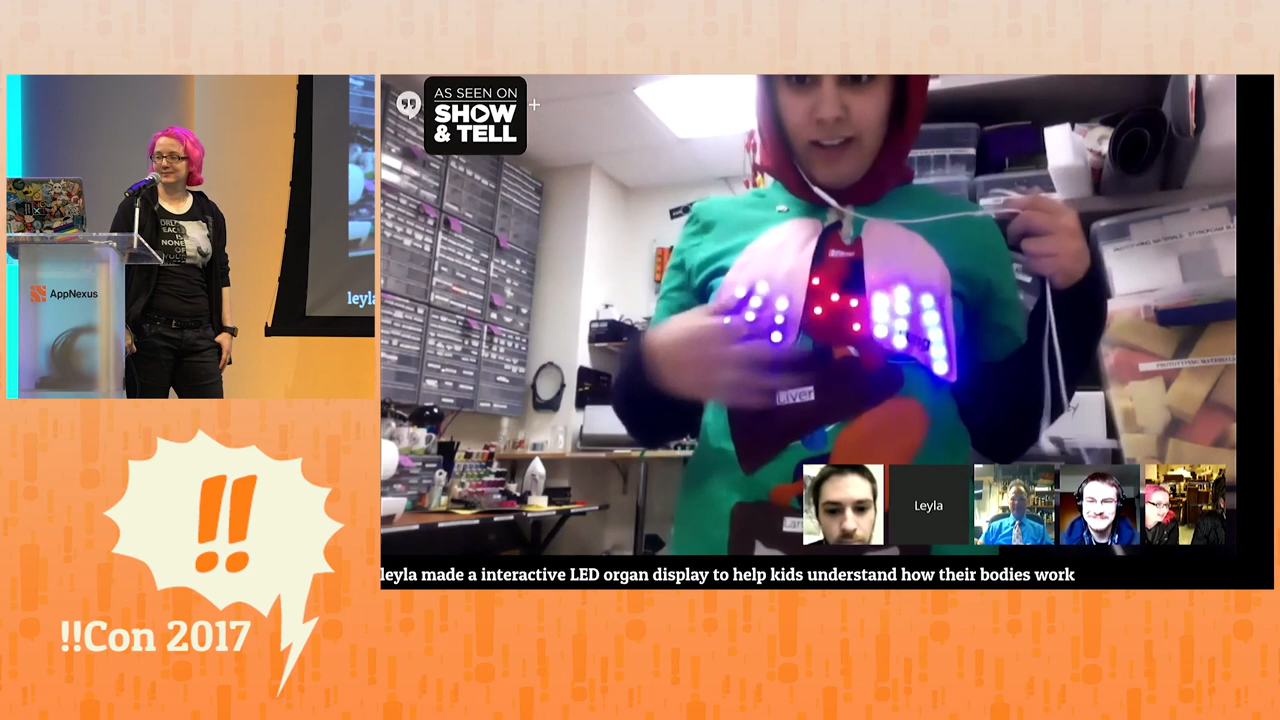 AS SEEN ON
SHOW
& TELL
AppNexus
leyla
Liver
Leyla
leyla made a interactive LED organ display to help kids understand how their bodies work
!!
!!Con 2017